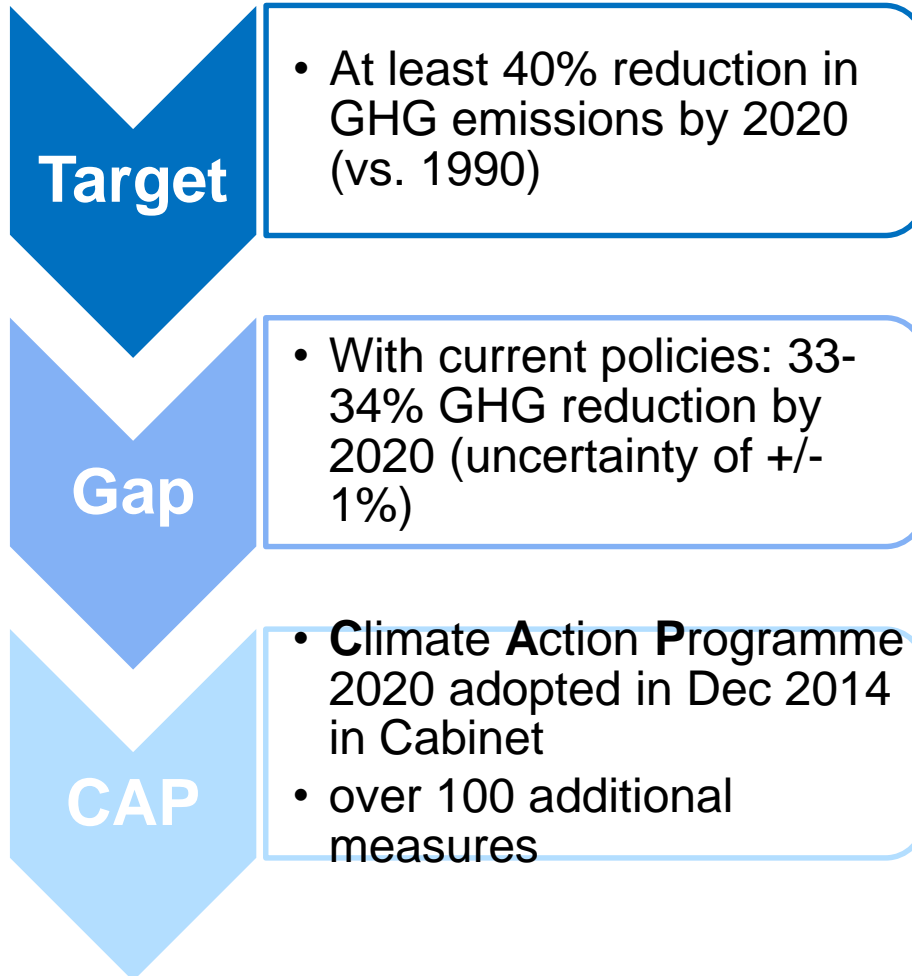 Target
• At least 40% reduction in
GHG emissions by 2020
(vs. 1990)
Gap
• With current policies: 33-
34% GHG reduction by
2020 (uncertainty of +/-
1%)
CAP
• Climate Action Programme
2020 adopted in Dec 2014
in Cabinet
• over 100 additional
measures